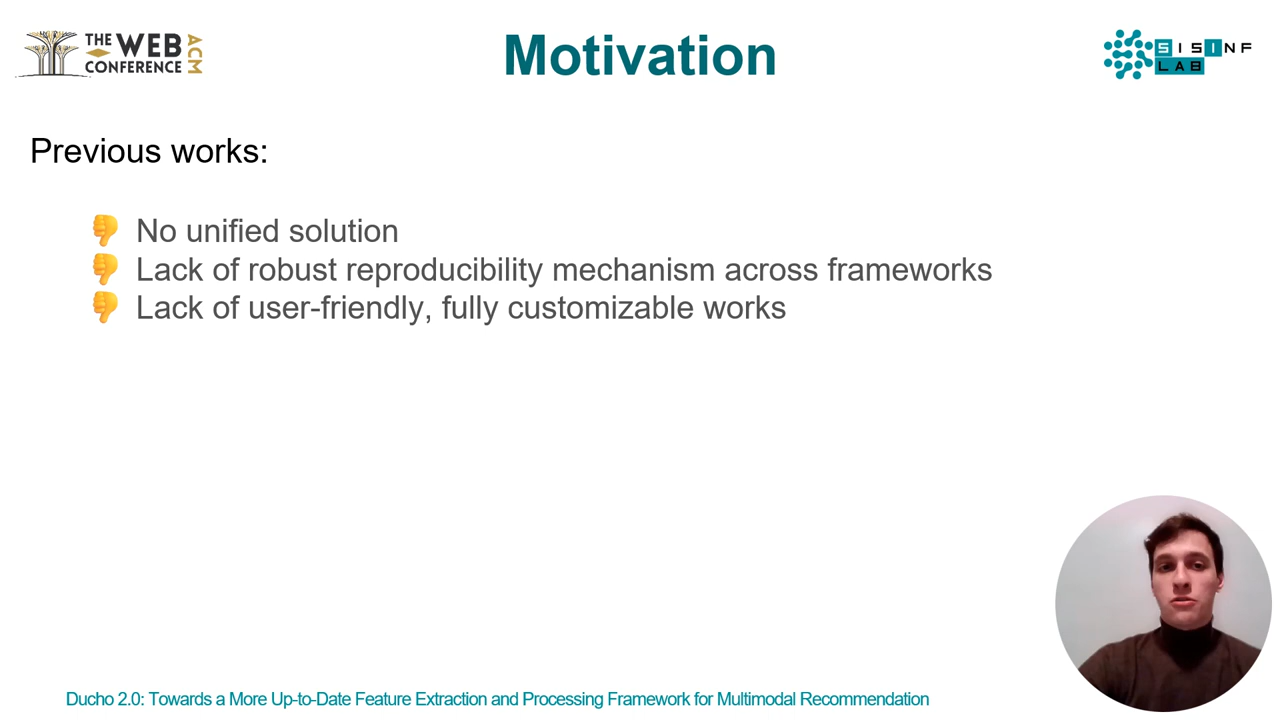 THE WEB
CONFERENCE
ACM
Motivation
SISINF
LAB
Previous works:
👎 No unified solution
👎 Lack of robust reproducibility mechanism across frameworks
👎 Lack of user-friendly, fully customizable works
Ducho 2.0: Towards a More Up-to-Date Feature Extraction and Processing Framework for Multimodal Recommendation